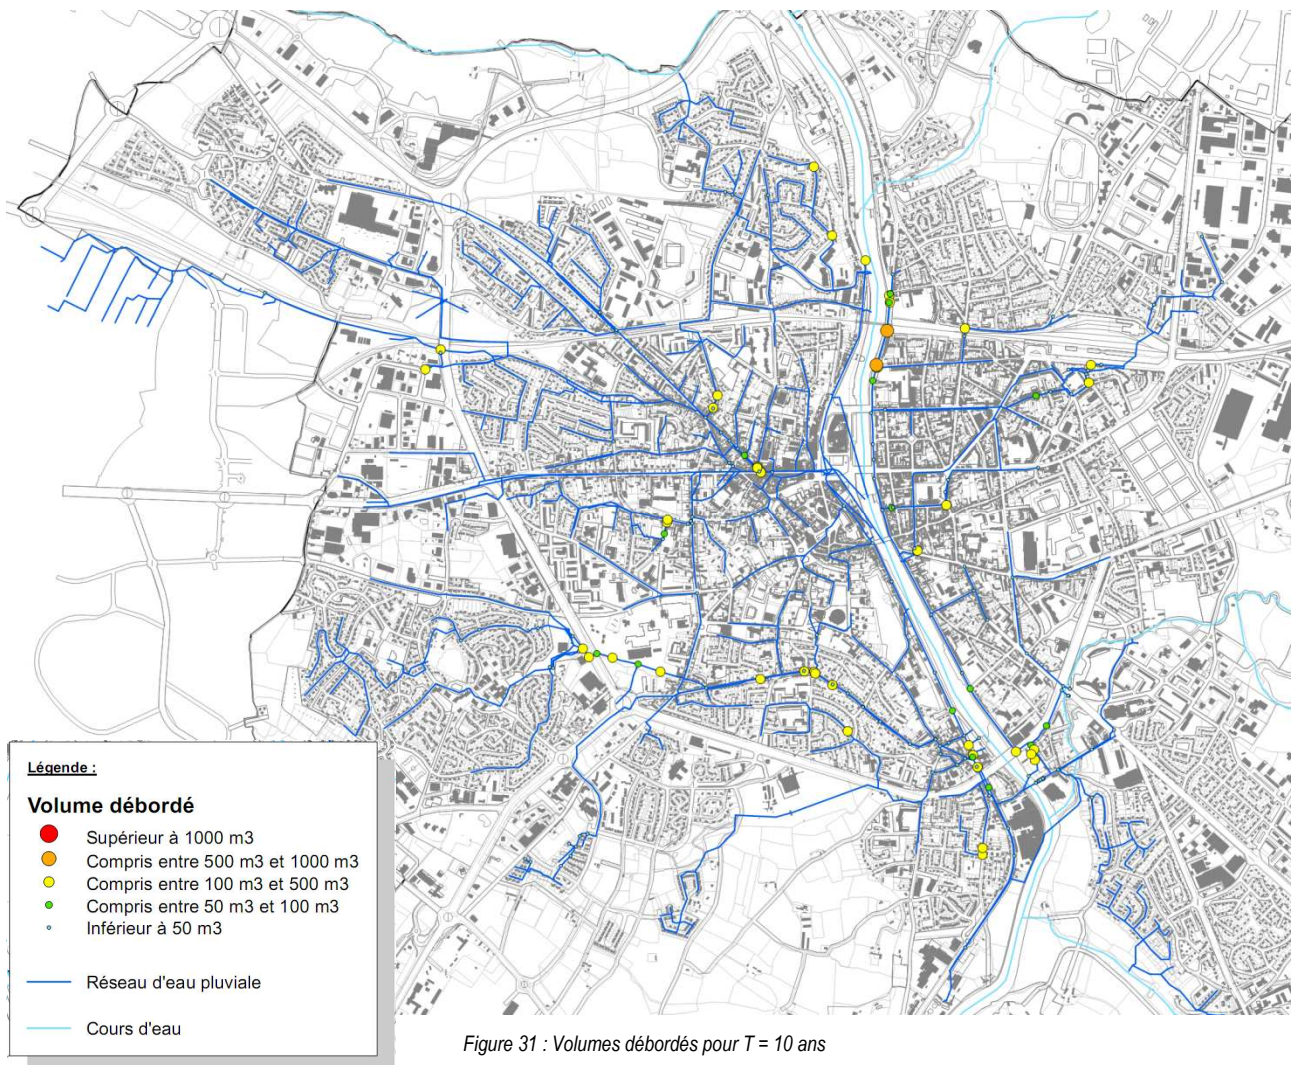 Légende :
Volume débordé
Supérieur à 1000 m3
Compris entre 500 m3 et 1000 m3
Compris entre 100 m3 et 500 m3
Compris entre 50 m3 et 100 m3
Inférieur à 50 m3
Réseau d'eau pluviale
Cours d'eau
Figure 31 : Volumes débordés pour T = 10 ans